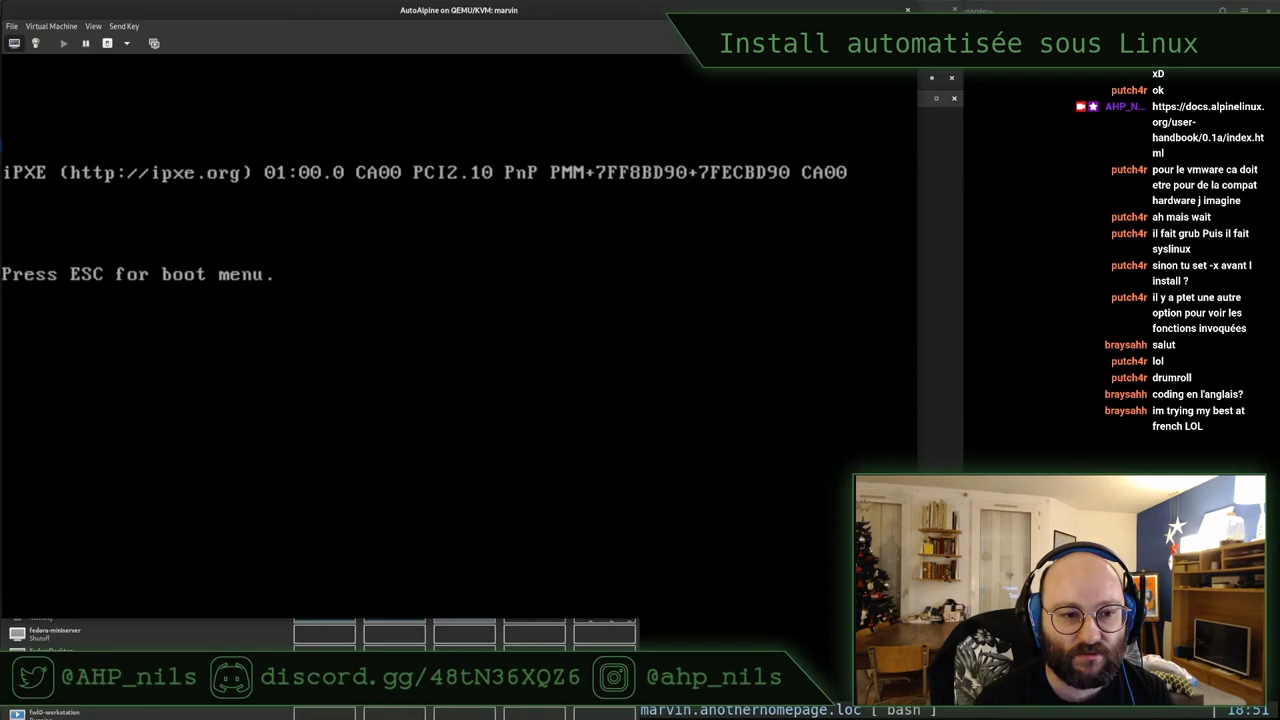 AutoAlpine on QEMU/KVM: marvin
File Virtual Machine View Send Key
Install automatisée sous Linux
iPXE (http://ipxe.org) 01:00.0 CA00 PCI2.10 PnP PMM+7FF8BD90+7FECBD90 CA00
Press ESC for boot menu.
xD
putch4r ok
AHP_N... https://docs.alpinelinux.
org/user-
handbook/0.1a/index.ht
ml
putch4r pour le vmware ca doit
etre pour de la compat
hardware j imagine
putch4r ah mais wait
putch4r il fait grub Puis il fait
syslinux
putch4r sinon tu set -x avant l
install ?
putch4r il y a ptet une autre
option pour voir les
fonctions invoquées
braysahh salut
putch4r lol
putch4r drumroll
braysahh coding en l'anglais?
braysahh im trying my best at
french LOL
fedora-miniserver
Shutoff
@AHP_nils discord.gg/48tN36XQZ6 @ahp_nils
fwl0-workstation
Running
marvin.anotherhomepage.loc [ bash ] 18:51